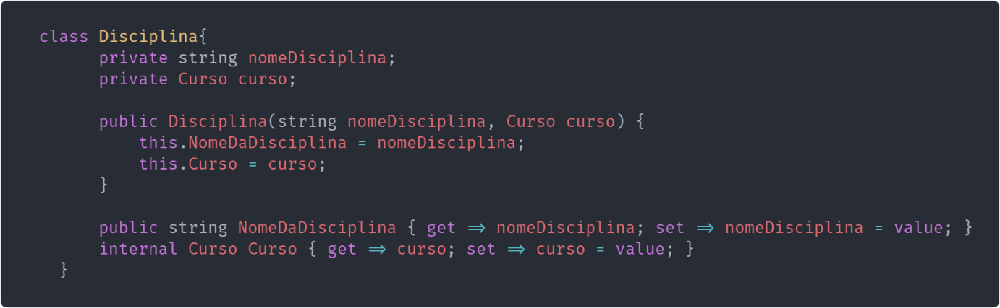 class Disciplina{
private string nomeDisciplina;
private Curso curso;
public Disciplina(string nomeDisciplina, Curso curso) {
this.NomeDaDisciplina = nomeDisciplina;
this.Curso = curso;
}
public string NomeDaDisciplina { get => nomeDisciplina; set => nomeDisciplina = value; }
internal Curso Curso { get => curso; set => curso = value; }
}